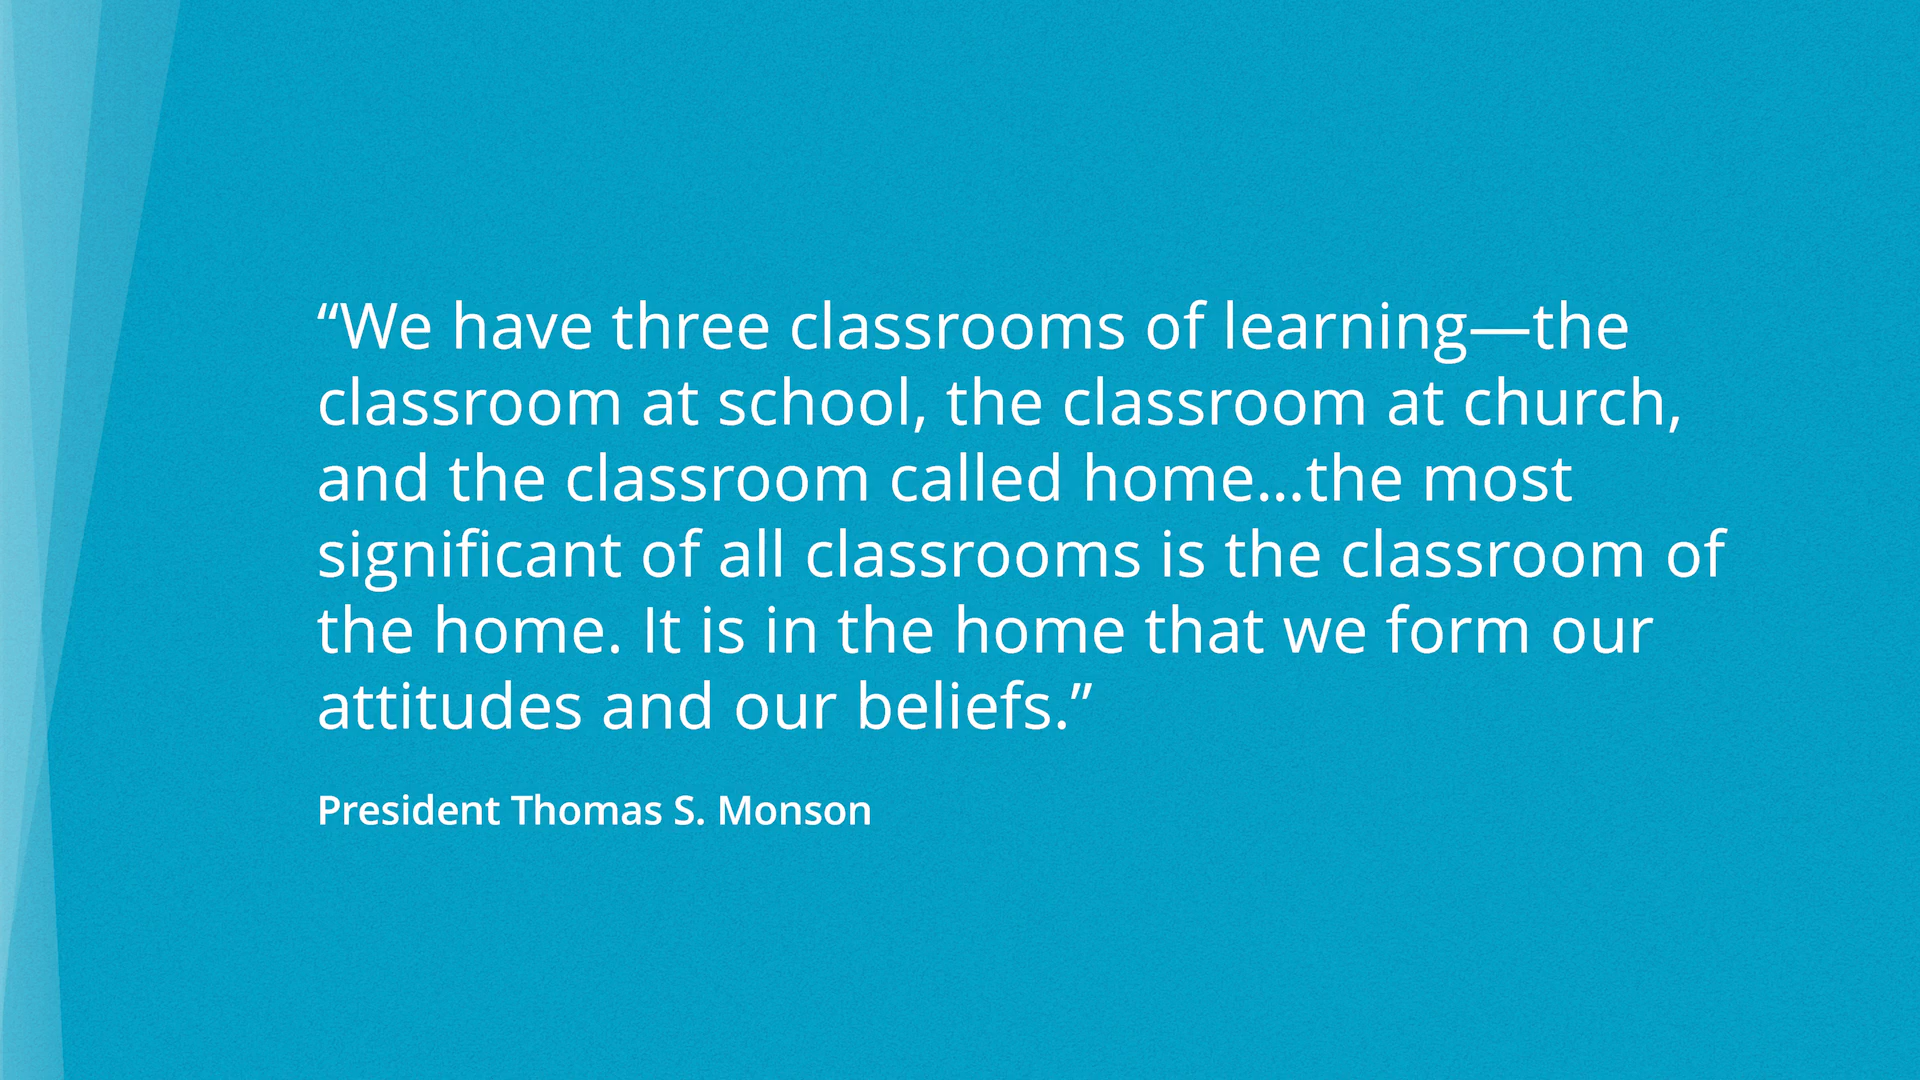 “We have three classrooms of learning—the
classroom at school, the classroom at church,
and the classroom called home…the most
significant of all classrooms is the classroom of
the home. It is in the home that we form our
attitudes and our beliefs.”
President Thomas S. Monson